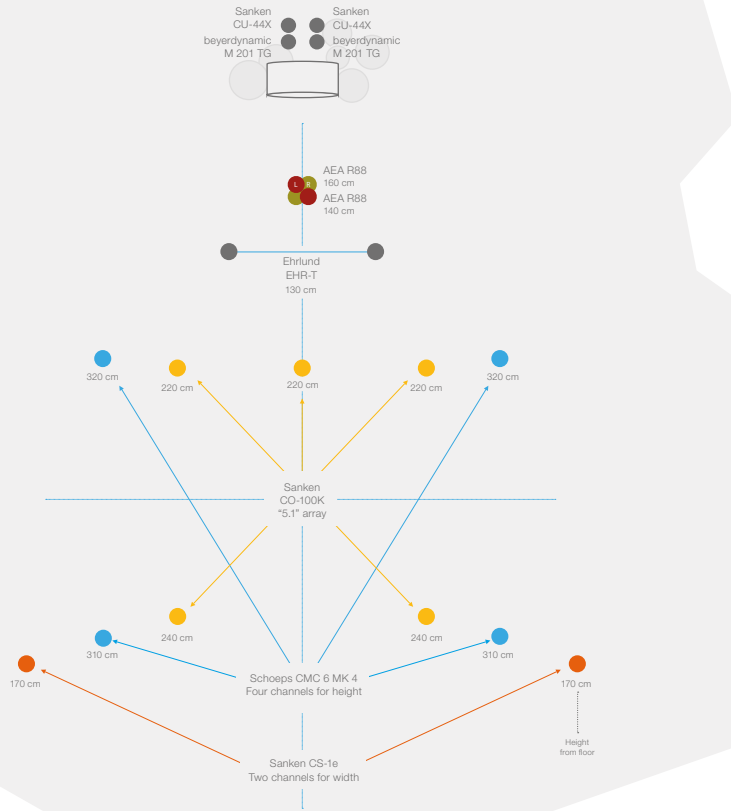 Sanken
CU-44X
Sanken
CU-44X
beyerdynamic
M 201 TG
beyerdynamic
M 201 TG
L R
AEA R88
160 cm
AEA R88
140 cm
Ehrlund
EHR-T
130 cm
320 cm
220 cm
220 cm
220 cm
320 cm
Sanken
CO-100K
“5.1” array
240 cm
240 cm
310 cm
310 cm
170 cm
170 cm
Schoeps CMC 6 MK 4
Four channels for height
Height
from floor
Sanken CS-1e
Two channels for width